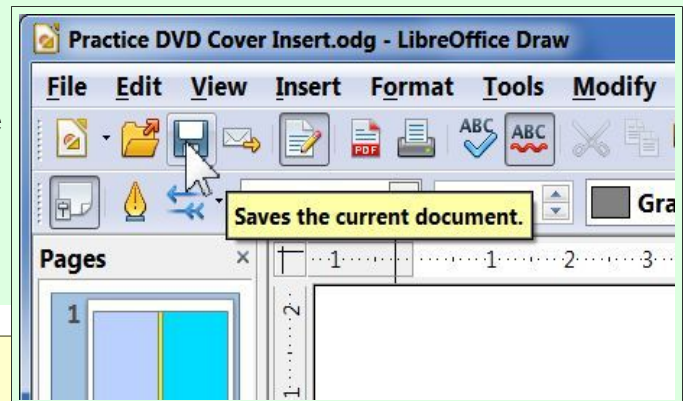 Practice DVD Cover Insert.odg - LibreOffice Draw
File Edit View Insert Format Tools Modify
PDF ABC ABC
Saves the current document.
Gra
Pages × 1 1 2 3
1
2
1